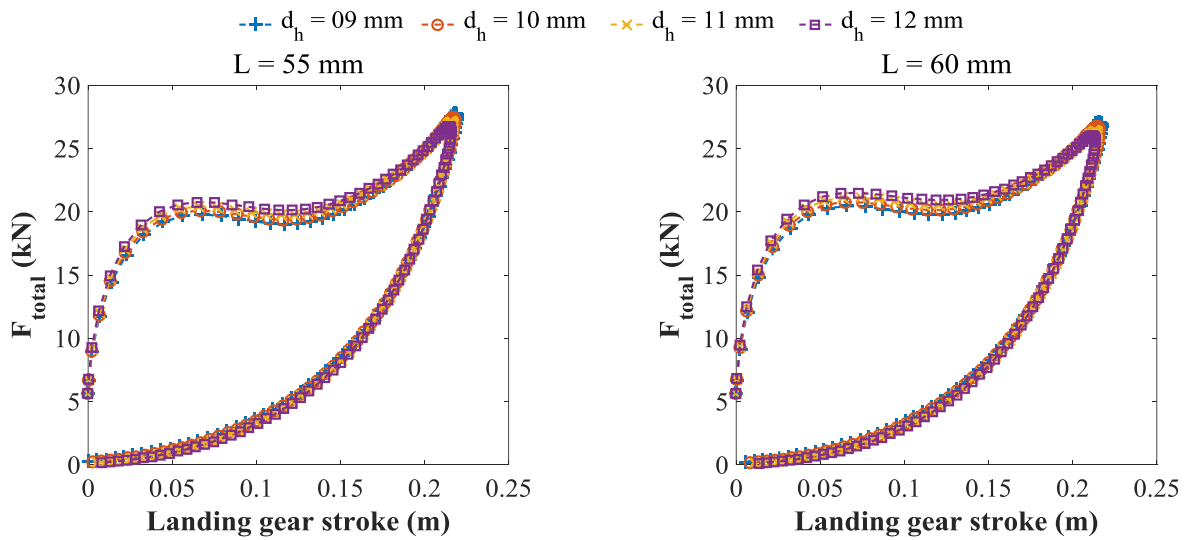 d_h = 09 mm d_h = 10 mm d_h = 11 mm d_h = 12 mm
L = 55 mm
30
25
20
15
10
5
0
F_total (kN)
0 0.05 0.1 0.15 0.2 0.25
Landing gear stroke (m)
L = 60 mm
30
25
20
15
10
5
0
F_total (kN)
0 0.05 0.1 0.15 0.2 0.25
Landing gear stroke (m)